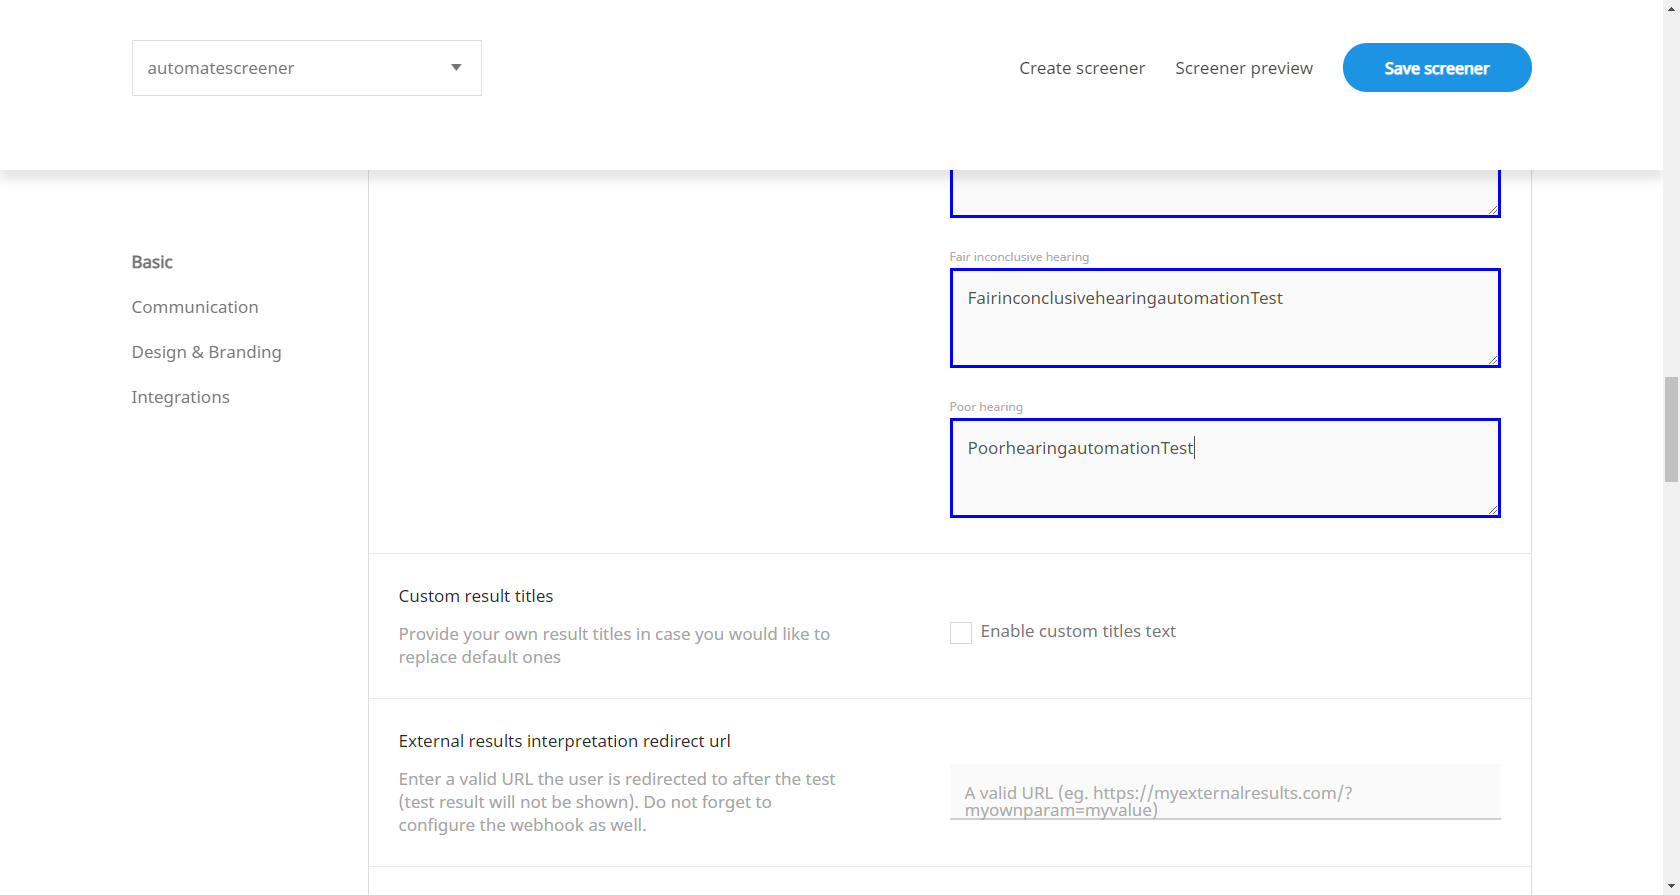 automatescreener
Create screener
Screener preview
Save screener
Basic
Communication
Design & Branding
Integrations
Fair inconclusive hearing
FairinconclusivehearingautomationTest
Poor hearing
PoorhearingautomationTest
Custom result titles
Provide your own result titles in case you would like to
replace default ones
Enable custom titles text
External results interpretation redirect url
Enter a valid URL the user is redirected to after the test
(test result will not be shown). Do not forget to
configure the webhook as well.
A valid URL (eg. https://myexternalresults.com/?
myownparam=myvalue)